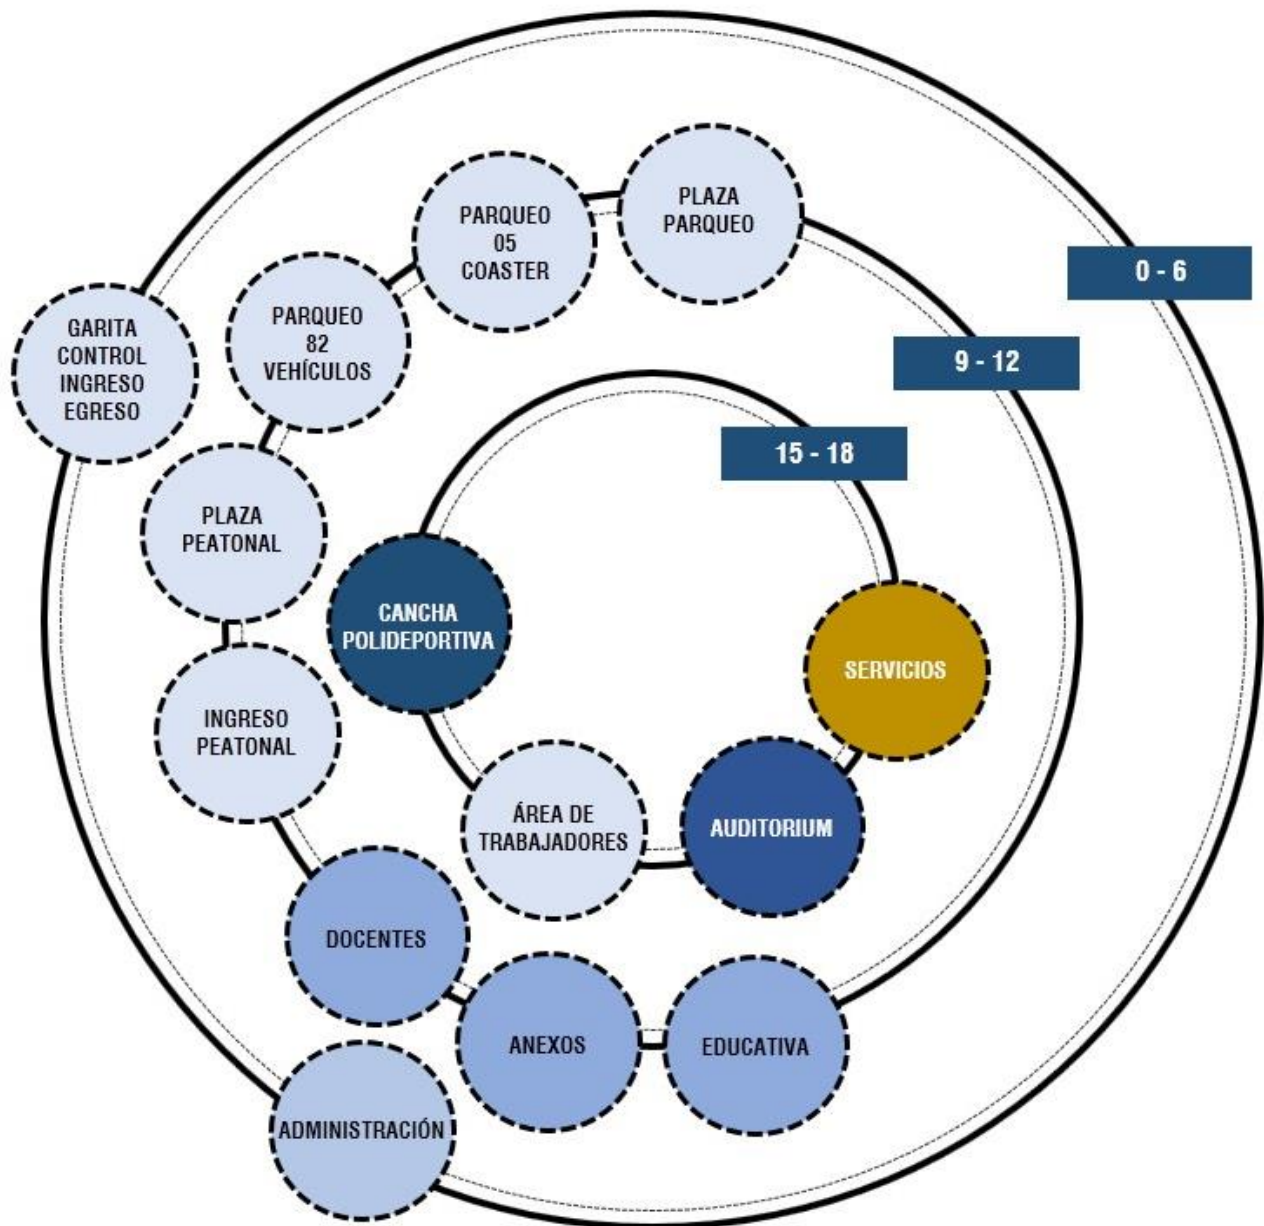 PLAZA
PARQUEO
PARQUEO
05
COASTER
0 - 6
PARQUEO
82
VEHÍCULOS
GARITA
CONTROL
INGRESO
EGRESO
9 - 12
15 - 18
PLAZA
PEATONAL
CANCHA
POLIDEPORTIVA
SERVICIOS
INGRESO
PEATONAL
ÁREA DE
TRABAJADORES
AUDITORIUM
DOCENTES
ANEXOS
EDUCATIVA
ADMINISTRACIÓN